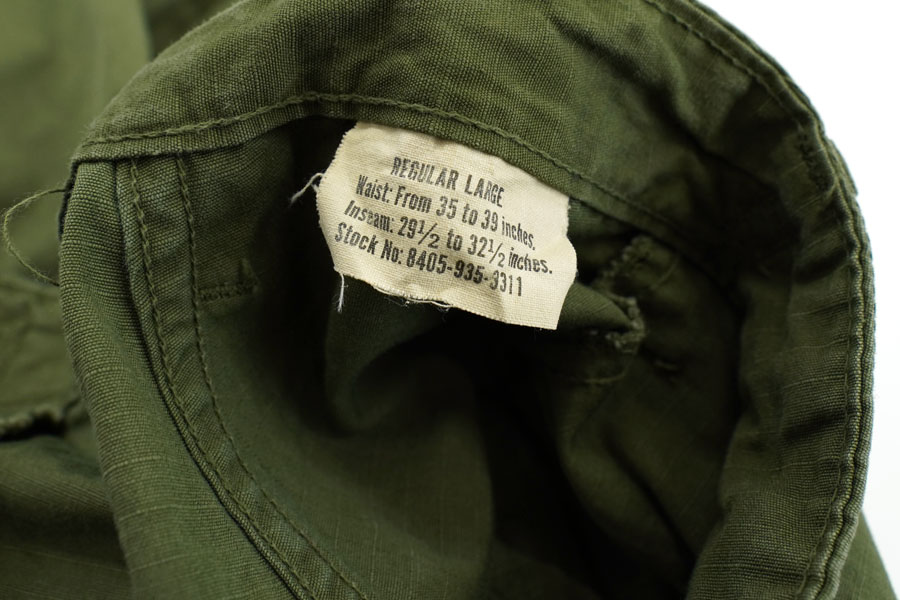 REGULAR LARGE
Waist: From 35 to 39 inches.
Inseam: 29½ to 32½ inches.
Stock No: 8405-935-3311